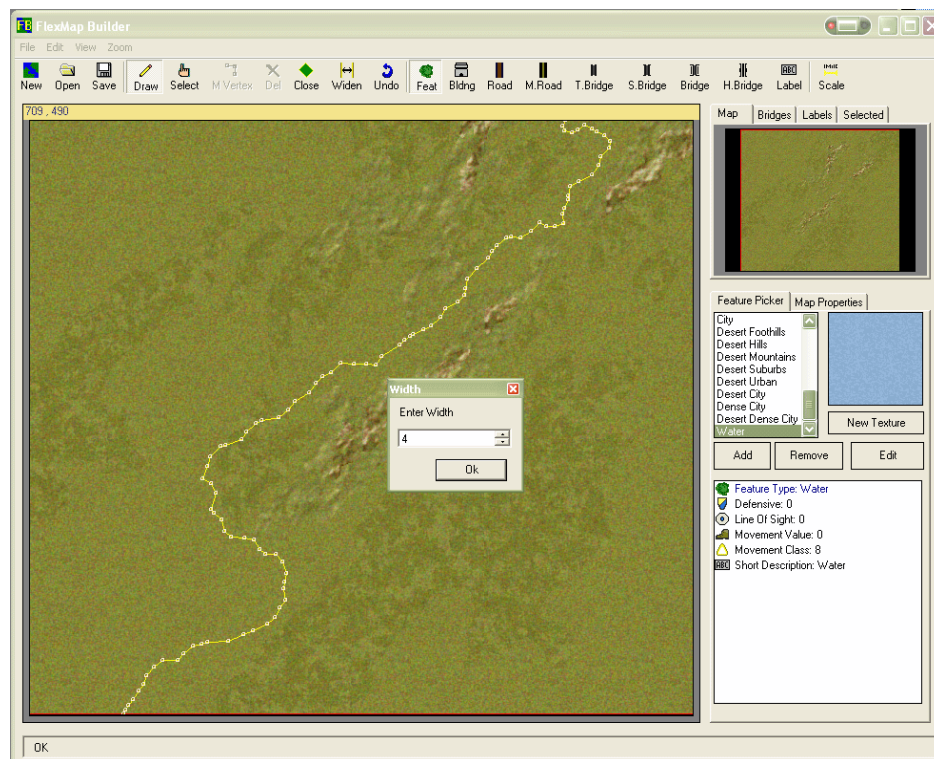 FB FlexMap Builder
File Edit View Zoom
New Open Save Draw Select M.Vertex Del Close Widen Undo Feat Bldng Road M.Road T.Bridge S.Bridge Bridge H.Bridge ABC Label Scale
709 , 490
Map Bridges Labels Selected
Feature Picker Map Properties
City
Desert Foothills
Desert Hills
Desert Mountains
Desert Suburbs
Desert Urban
Desert City
Dense City
Desert Dense City
Water
New Texture
Add Remove Edit
Feature Type: Water
Defensive: 0
Line Of Sight: 0
Movement Value: 0
Movement Class: 8
ABC Short Description: Water
Width
Enter Width
4
Ok
OK